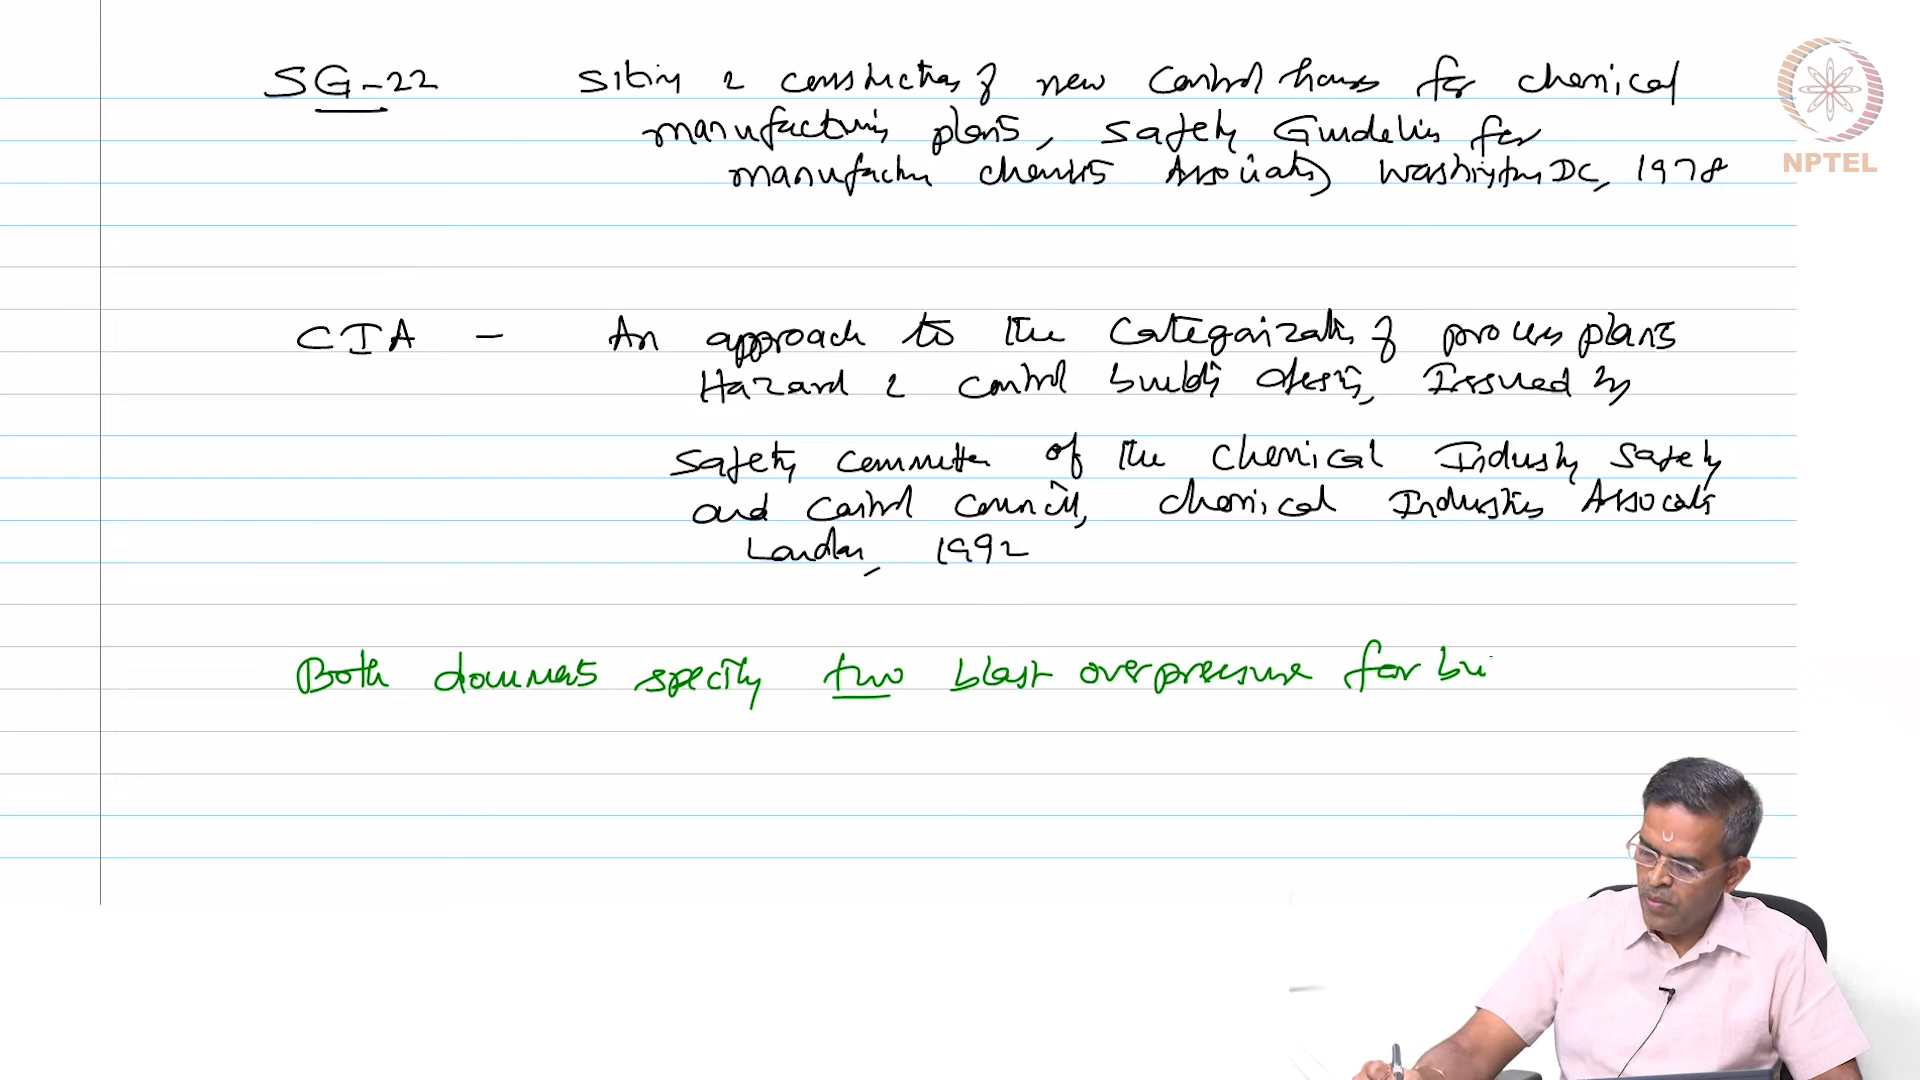 SG-22 Siting & construction of new control houses for chemical
manufacturing plants, Safety Guidelines for
manufacture chemists Association, Washington DC, 1978
CIA - An approach to the categorization of process plants
Hazard & control building design, Issued by
safety committee of the chemical Industry safety
and control council, chemical Industries Association
London, 1992
Both documents specify two blast overpressure for bui
NPTEL